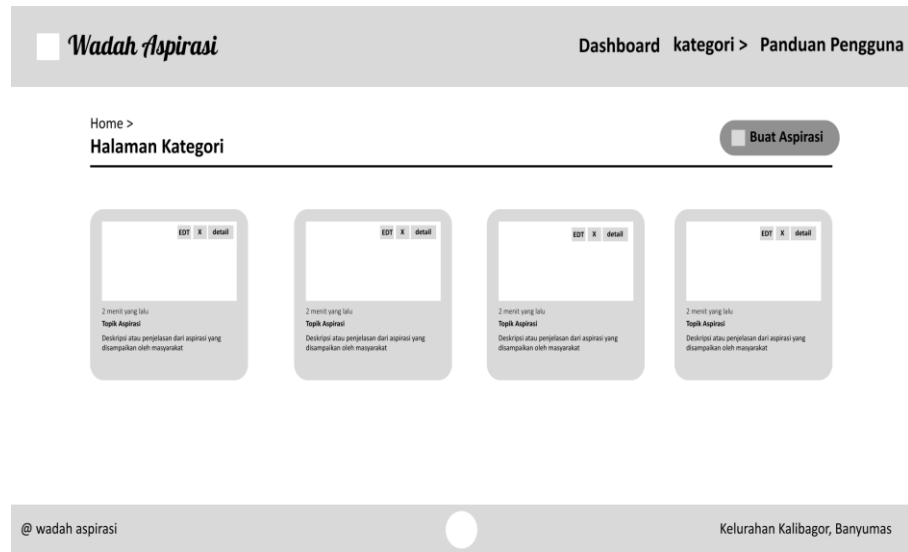 Wadah Aspirasi
Dashboard kategori > Panduan Pengguna
Home >
Halaman Kategori
Buat Aspirasi
EDT X detail
2 menit yang lalu
Topik Aspirasi
Deskripsi atau penjelasan dari aspirasi yang
disampaikan oleh masyarakat
EDT X detail
2 menit yang lalu
Topik Aspirasi
Deskripsi atau penjelasan dari aspirasi yang
disampaikan oleh masyarakat
EDT X detail
2 menit yang lalu
Topik Aspirasi
Deskripsi atau penjelasan dari aspirasi yang
disampaikan oleh masyarakat
EDT X detail
2 menit yang lalu
Topik Aspirasi
Deskripsi atau penjelasan dari aspirasi yang
disampaikan oleh masyarakat
@ wadah aspirasi
Kelurahan Kalibagor, Banyumas